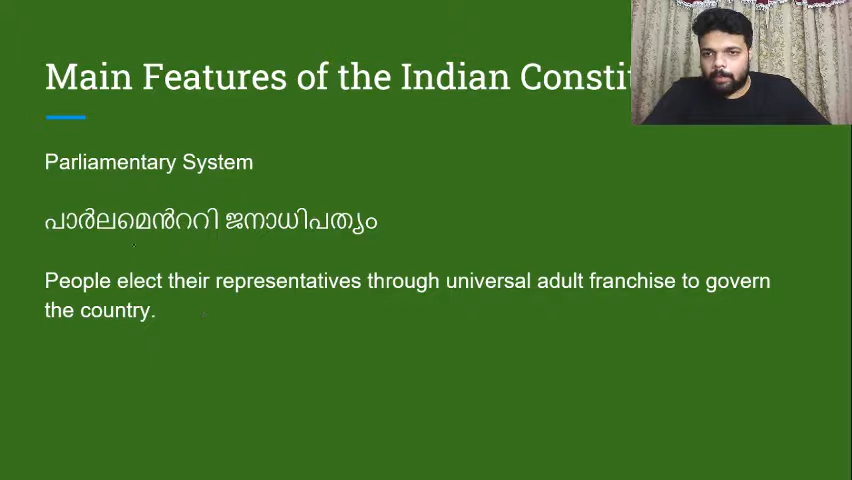 Main Features of the Indian Constit
Parliamentary System
പാർലമെൻററി ജനാധിപത്യം
People elect their representatives through universal adult franchise to govern
the country.